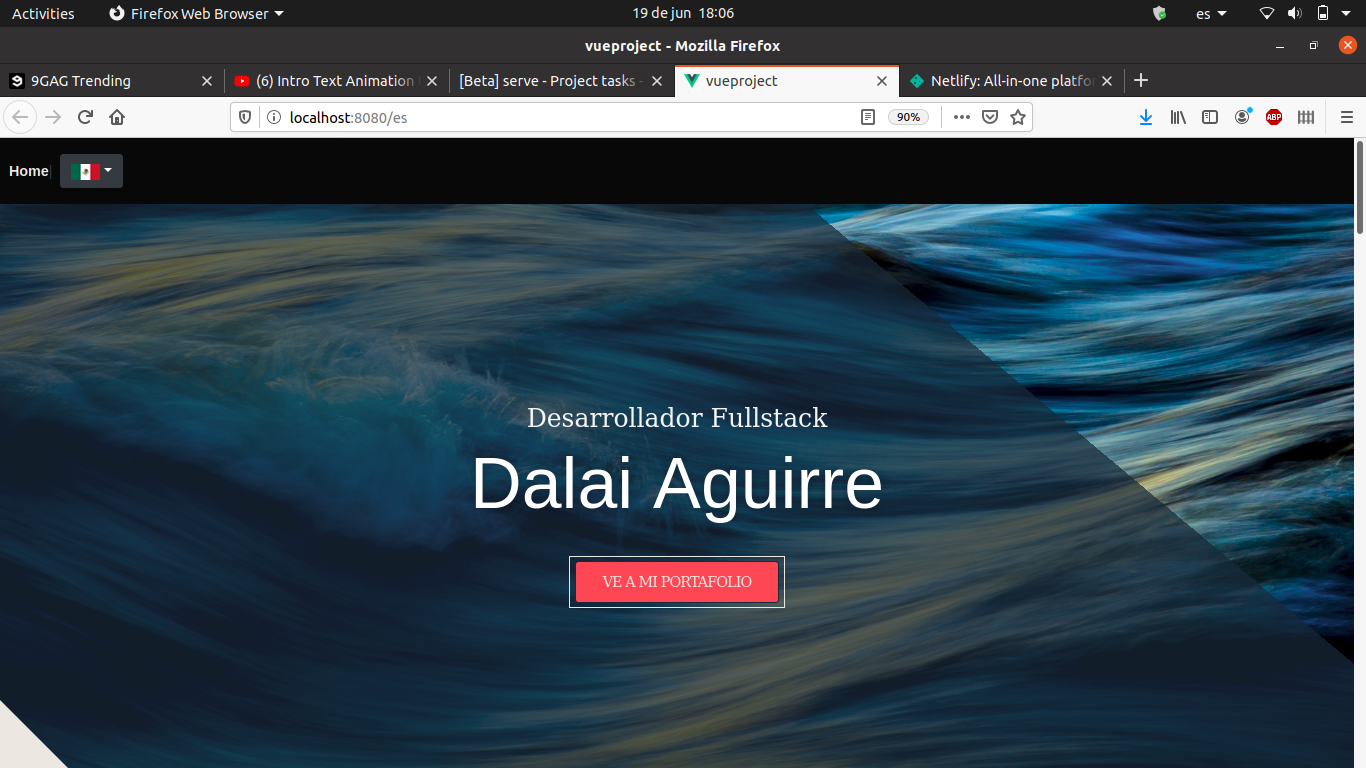 Activities Firefox Web Browser 19 de jun 18:06 es
vueproject - Mozilla Firefox
9GAG Trending (6) Intro Text Animation [Beta] serve - Project tasks - vueproject Netlify: All-in-one platfo
localhost:8080/es 90% ABP
Home
Desarrollador Fullstack
Dalai Aguirre
VE A MI PORTAFOLIO